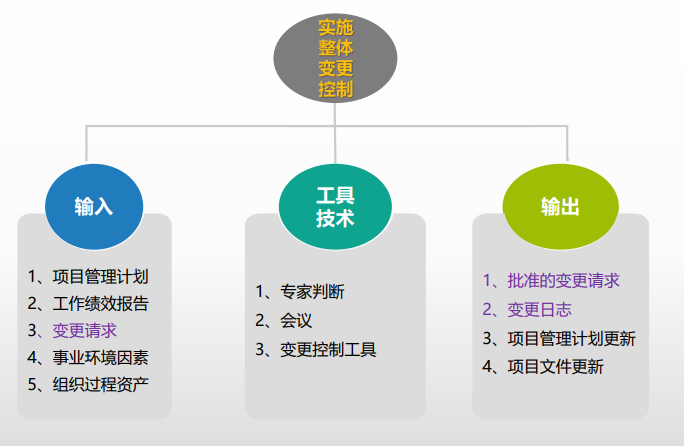 实施
整体
变更
控制
输入
1、项目管理计划
2、工作绩效报告
3、变更请求
4、事业环境因素
5、组织过程资产
工具
技术
1、专家判断
2、会议
3、变更控制工具
输出
1、批准的变更请求
2、变更日志
3、项目管理计划更新
4、项目文件更新